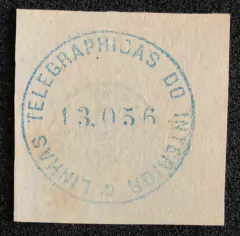 LINHAS TELEGRAPHICAS DO INTERIOR
13.056